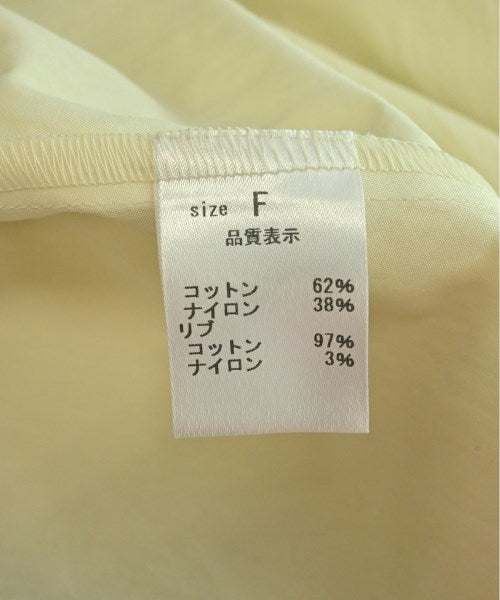 size F
品質表示
コットン 62%
ナイロン 38%
リブ
コットン 97%
ナイロン 3%